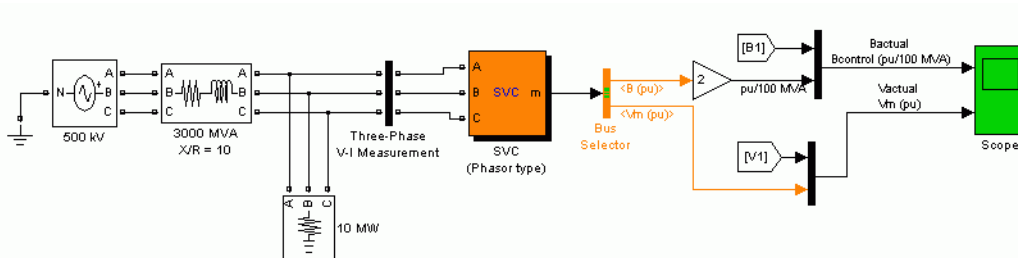 N
A
B
C
500 kV
A
B
C
A
B
C
3000 MVA
X/R = 10
A
B
C
10 MW
Three-Phase
V-I Measurement
A
B
C
SVC
m
SVC
(Phasor type)
<B (pu)>
<Vm (pu)>
Bus
Selector
2
pu/100 MVA
[B1]
[V1]
Bactual
Bcontrol (pu/100 MVA)
Vactual
Vm (pu)
Scope